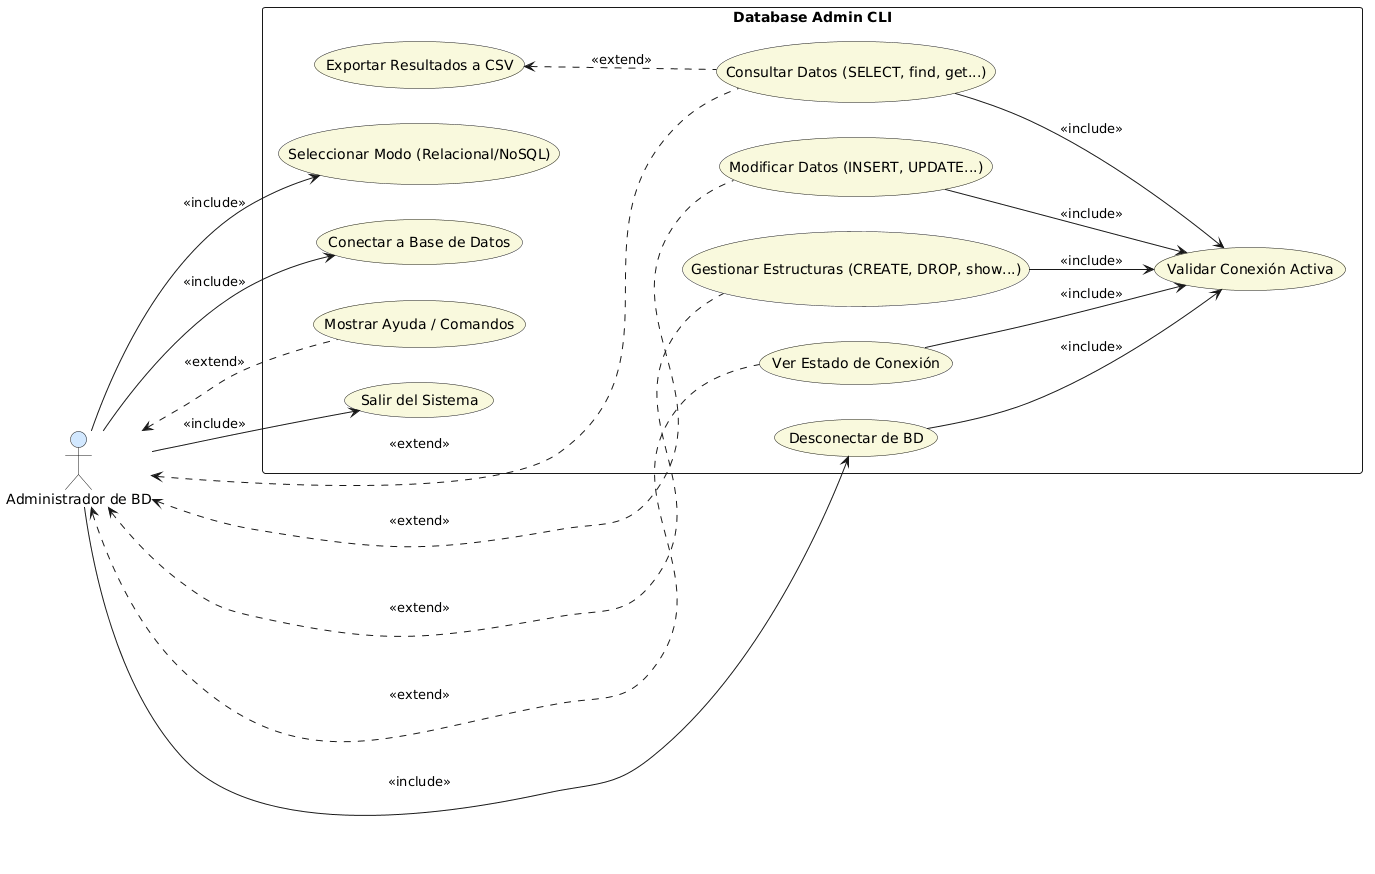 Database Admin CLI
Exportar Resultados a CSV
«extend»
Consultar Datos (SELECT, find, get...)
«include»
Seleccionar Modo (Relacional/NoSQL)
Modificar Datos (INSERT, UPDATE...)
«include»
«include»
Conectar a Base de Datos
Gestionar Estructuras (CREATE, DROP, show...)
«include»
Validar Conexión Activa
«include»
«include»
Mostrar Ayuda / Comandos
«extend»
Ver Estado de Conexión
«include»
Salir del Sistema
«include»
Desconectar de BD
«extend»
Administrador de BD
«extend»
«extend»
«extend»
«include»